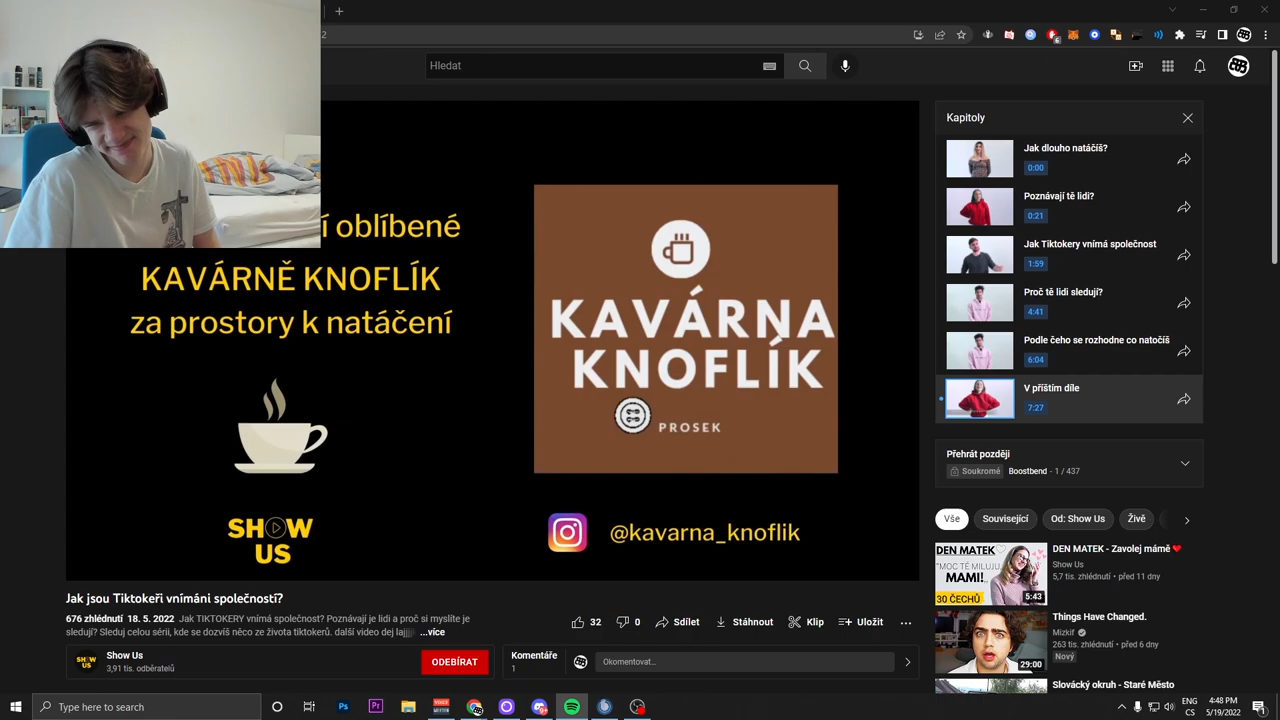 2
Hledat
í oblíbené
KAVÁRNĚ KNOFLÍK
za prostory k natáčení
KAVÁRNA
KNOFLÍK
PROSEK
SHOW
US
@kavarna_knoflik
Kapitoly
Jak dlouho natáčíš?
0:00
Poznávají tě lidi?
0:21
Jak Tiktokery vnímá společnost
1:59
Proč tě lidi sledují?
4:41
Podle čeho se rozhodne co natočíš
6:04
V příštím díle
7:27
Přehrát později
Soukromé Boostbend - 1 / 437
Vše Související Od: Show Us Živě
DEN MATEK
"MOC TĚ MILUJU,
MAMI!"
30 ČECHŮ
5:43
DEN MATEK - Zavolej mámě
Show Us
5,7 tis. zhlédnutí • před 11 dny
29:00
Things Have Changed.
Mizkif
263 tis. zhlédnutí • před 6 dny
Nový
Slovácký okruh - Staré Město
Jak jsou Tiktokeři vnímáni společností?
676 zhlédnutí 18. 5. 2022 Jak TIKTOKERY vnímá společnost? Poznávají je lidi a proč si myslíte je
sledují? Sleduj celou sérii, kde se dozvíš něco ze života tiktokerů. další video dej lajjj ...více
32 0 Sdílet Stáhnout Klip Uložit
SHOW
US
Show Us
3,91 tis. odběratelů
ODEBÍRAT
Komentáře
1
Okomentovat...
Type here to search
Ps
Pr
ENG
CS
4:48 PM
5/19/2022